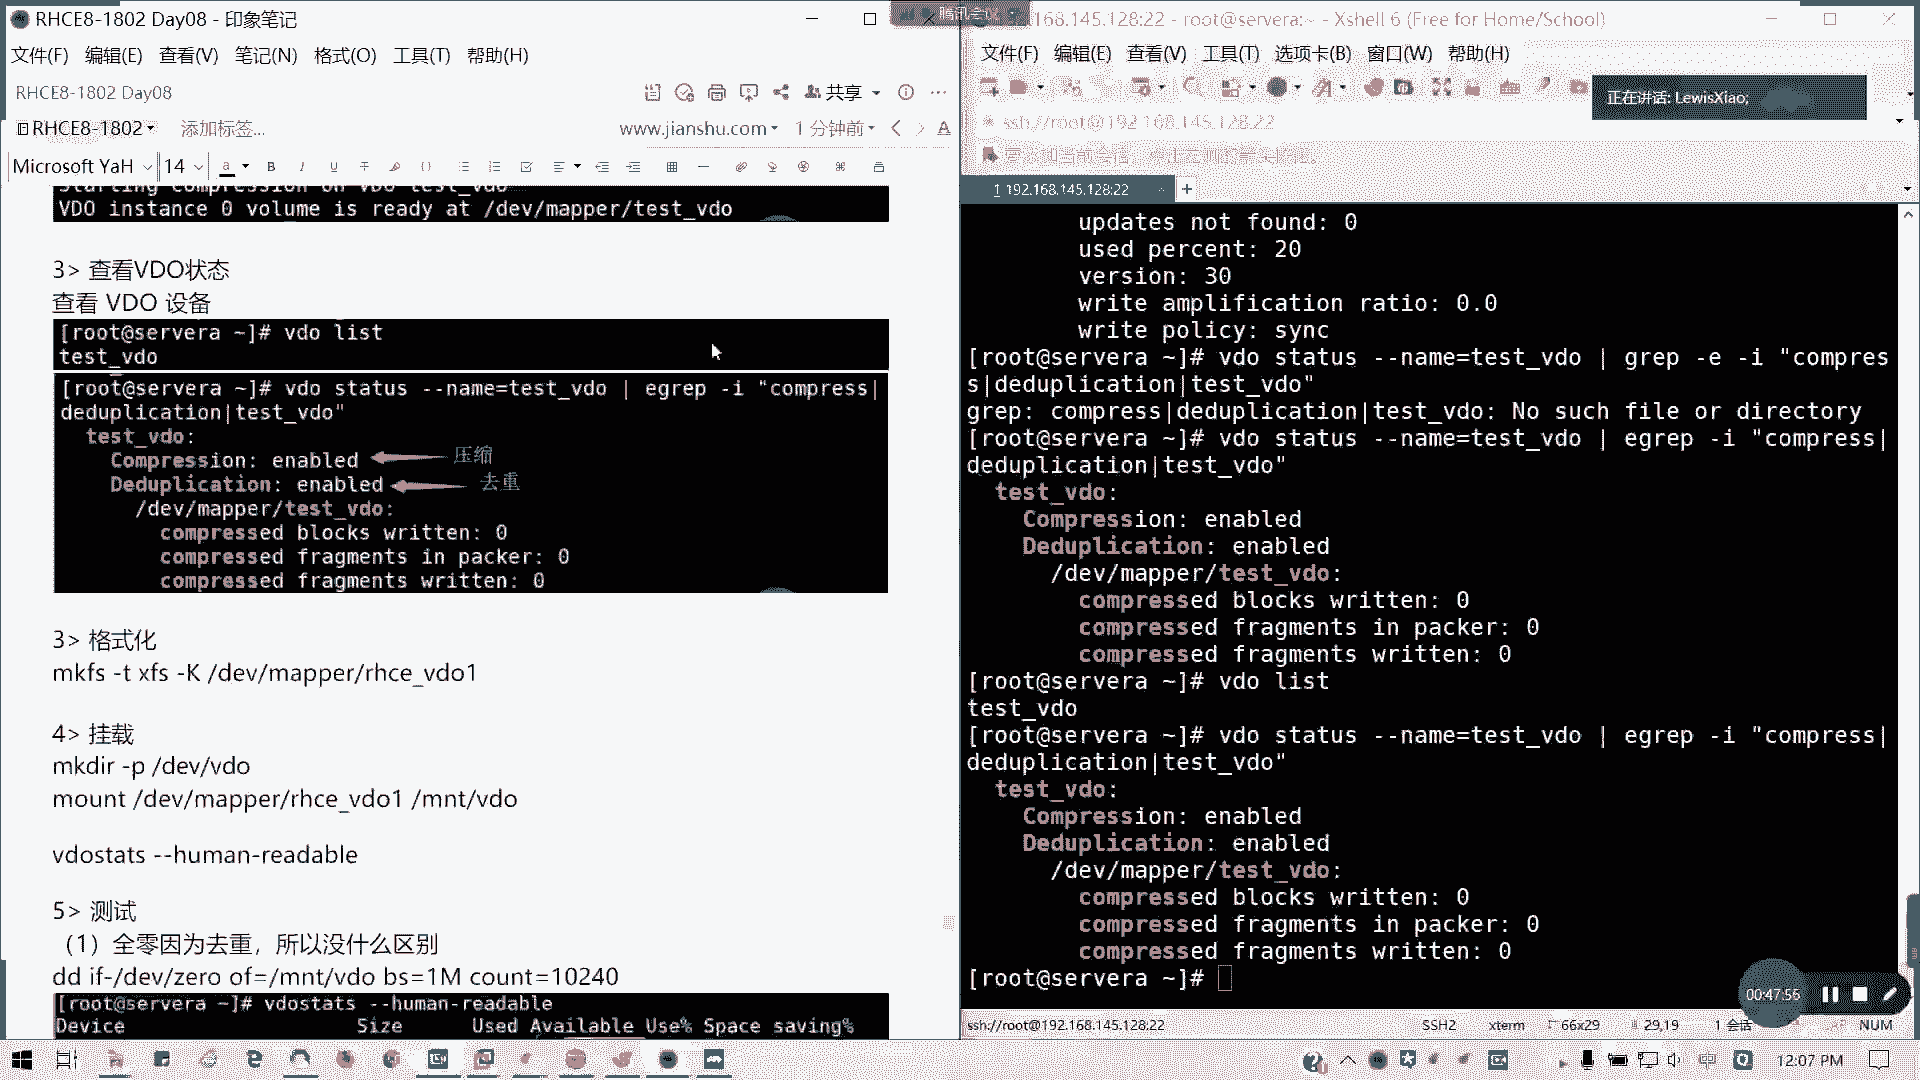 RHCE8-1802 Day08 - 印象笔记
文件(F) 编辑(E) 查看(V) 笔记(N) 格式(O) 工具(T) 帮助(H)
RHCE8-1802 Day08
共享
RHCE8-1802
添加标签...
www.jianshu.com
1 分钟前
Microsoft YaH 14
Starting compression on VDO test_vdo
VDO instance 0 volume is ready at /dev/mapper/test_vdo
3> 查看VDO状态
查看 VDO 设备
[root@servera ~]# vdo list
test_vdo
[root@servera ~]# vdo status --name=test_vdo | egrep -i "compress|
deduplication|test_vdo"
test_vdo:
Compression: enabled 压缩
Deduplication: enabled 去重
/dev/mapper/test_vdo:
compressed blocks written: 0
compressed fragments in packer: 0
compressed fragments written: 0
3> 格式化
mkfs -t xfs -K /dev/mapper/rhce_vdo1
4> 挂载
mkdir -p /dev/vdo
mount /dev/mapper/rhce_vdo1 /mnt/vdo
vdostats --human-readable
5> 测试
（1）全零因为去重，所以没什么区别
dd if-/dev/zero of=/mnt/vdo bs=1M count=10240
[root@servera ~]# vdostats --human-readable
Device Size Used Available Use% Space saving%
腾讯会议
168.145.128:22 - root@servera:~ - Xshell 6 (Free for Home/School)
文件(F) 编辑(E) 查看(V) 工具(T) 选项卡(B) 窗口(W) 帮助(H)
正在讲话: LewisXiao;
ssh://root@192.168.145.128:22
1 192.168.145.128:22
updates not found: 0
used percent: 20
version: 30
write amplification ratio: 0.0
write policy: sync
[root@servera ~]# vdo status --name=test_vdo | grep -e -i "compres
s|deduplication|test_vdo"
grep: compress|deduplication|test_vdo: No such file or directory
[root@servera ~]# vdo status --name=test_vdo | egrep -i "compress|
deduplication|test_vdo"
test_vdo:
Compression: enabled
Deduplication: enabled
/dev/mapper/test_vdo:
compressed blocks written: 0
compressed fragments in packer: 0
compressed fragments written: 0
[root@servera ~]# vdo list
test_vdo
[root@servera ~]# vdo status --name=test_vdo | egrep -i "compress|
deduplication|test_vdo"
test_vdo:
Compression: enabled
Deduplication: enabled
/dev/mapper/test_vdo:
compressed blocks written: 0
compressed fragments in packer: 0
compressed fragments written: 0
[root@servera ~]#
00:47:56
ssh://root@192.168.145.128:22 SSH2 xterm 66x29 29,19 1 会话 NUM
12:07 PM